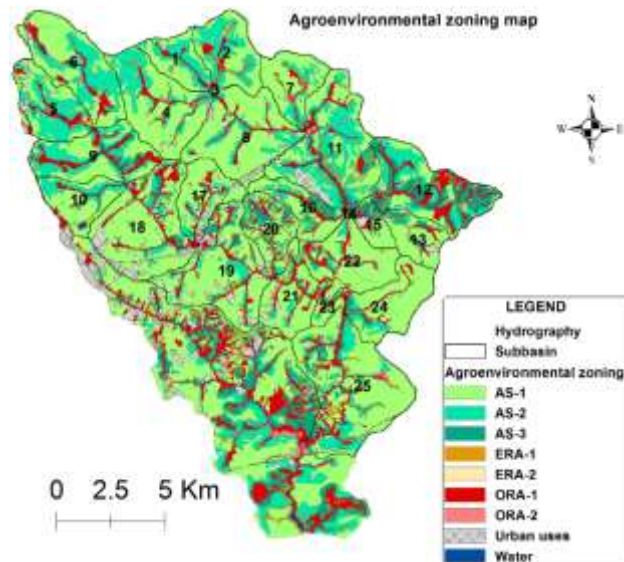 Agroenvironmental zoning map
N
W E
S
1
2
3
4
5
6
7
8
9
10
11
12
13
14
15
16
17
18
19
20
21
22
23
24
25
0 2.5 5 Km
LEGEND
Hydrography
Subbasin
Agroenvironmental zoning
AS-1
AS-2
AS-3
ERA-1
ERA-2
ORA-1
ORA-2
Urban uses
Water